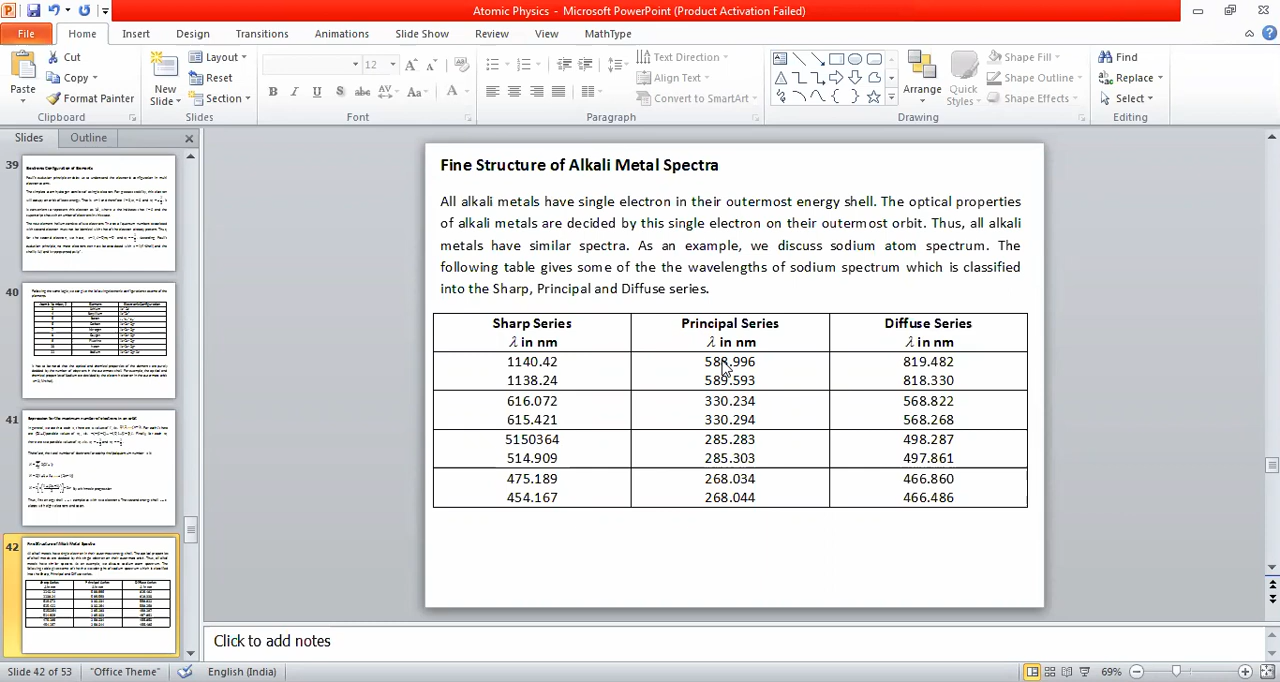 Atomic Physics - Microsoft PowerPoint (Product Activation Failed)
File Home Insert Design Transitions Animations Slide Show Review View MathType
Paste
Cut
Copy
Format Painter
Clipboard
New Slide
Layout
Reset
Section
Slides
12
Font
Text Direction
Align Text
Convert to SmartArt
Paragraph
Arrange
Quick Styles
Shape Fill
Shape Outline
Shape Effects
Drawing
Find
Replace
Select
Editing
Slides Outline
39
40
41
42
Fine Structure of Alkali Metal Spectra
All alkali metals have single electron in their outermost energy shell. The optical properties
of alkali metals are decided by this single electron on their outermost orbit. Thus, all alkali
metals have similar spectra. As an example, we discuss sodium atom spectrum. The
following table gives some of the the wavelengths of sodium spectrum which is classified
into the Sharp, Principal and Diffuse series.
Sharp Series Principal Series Diffuse Series
λ in nm λ in nm λ in nm
1140.42 588.996 819.482
1138.24 589.593 818.330
616.072 330.234 568.822
615.421 330.294 568.268
5150364 285.283 498.287
514.909 285.303 497.861
475.189 268.034 466.860
454.167 268.044 466.486
Click to add notes
Slide 42 of 53 "Office Theme" English (India) 69%